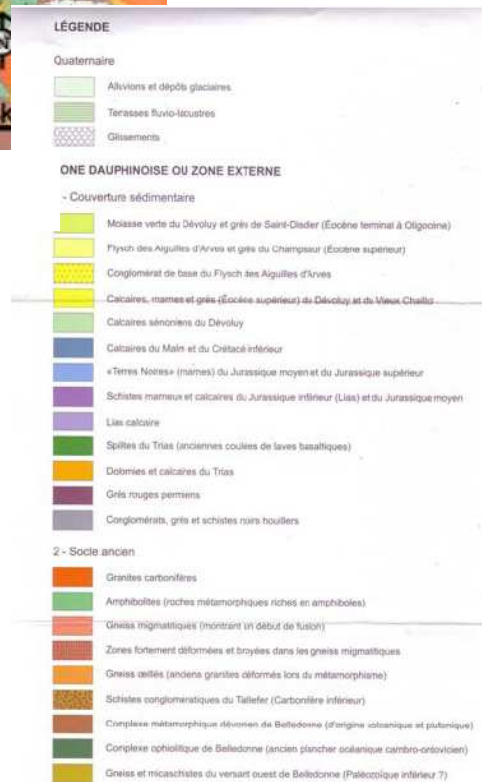 LÉGENDE
Quaternaire
Alluvions et dépôts glaciaires
Terrasses fluvio-lacustres
Glissements
ONE DAUPHINOISE OU ZONE EXTERNE
- Couverture sédimentaire
Molasse verte du Dévoluy et grès de Saint-Disdier (Éocène terminal à Oligocène)
Flysch des Aiguilles d'Arves et grès du Champsaur (Éocène supérieur)
Conglomérat de base du Flysch des Aiguilles d'Arves
Calcaires, marnes et grès (Éocène supérieur) du Dévoluy et du Vieux Chaillol
Calcaires sénoniens du Dévoluy
Calcaires du Malm et du Crétacé inférieur
«Terres Noires» (marnes) du Jurassique moyen et du Jurassique supérieur
Schistes marneux et calcaires du Jurassique inférieur (Lias) et du Jurassique moyen
Lias calcaire
Spilites du Trias (anciennes coulées de laves basaltiques)
Dolomies et calcaires du Trias
Grès rouges permiens
Conglomérats, grès et schistes noirs houillers
2 - Socle ancien
Granites carbonifères
Amphibolites (roches métamorphiques riches en amphiboles)
Gneiss migmatitiques (montrant un début de fusion)
Zones fortement déformées et broyées dans les gneiss migmatitiques
Gneiss œillés (anciens granites déformés lors du métamorphisme)
Schistes conglomératiques du Taillefer (Carbonifère inférieur)
Complexe métamorphique dévonien de Belledonne (d'origine volcanique et plutonique)
Complexe ophiolitique de Belledonne (ancien plancher océanique cambro-ordovicien)
Gneiss et micaschistes du versant ouest de Belledonne (Paléozoïque inférieur ?)